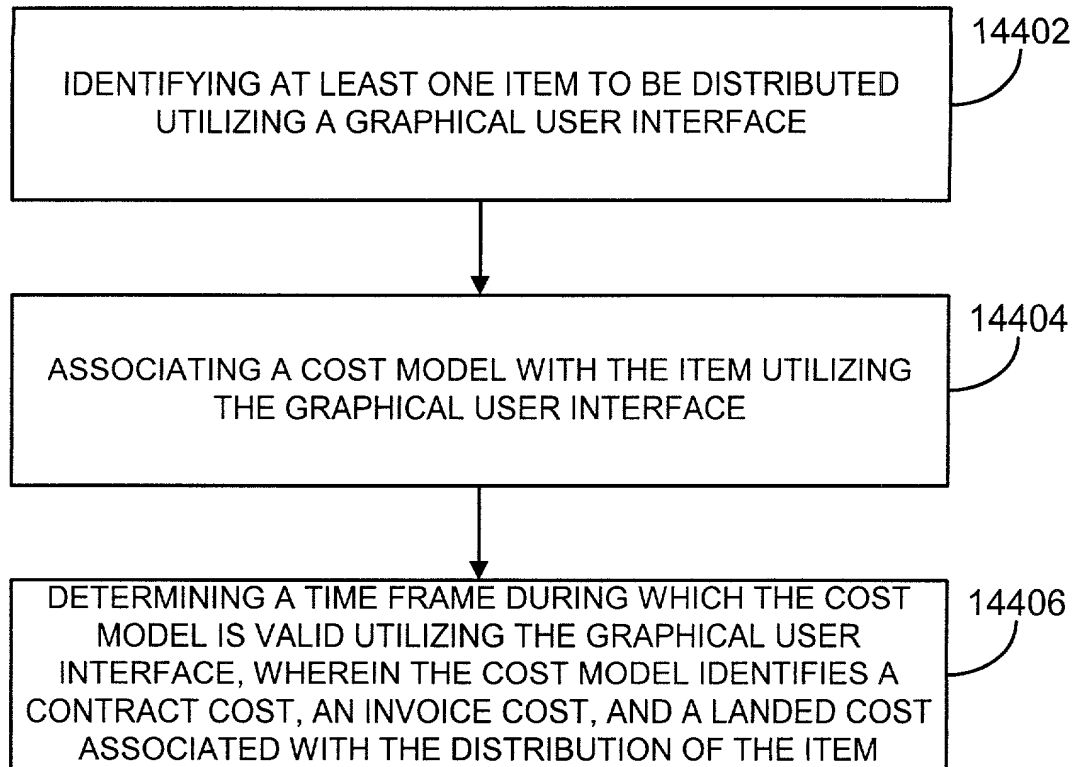 14402
IDENTIFYING AT LEAST ONE ITEM TO BE DISTRIBUTED
UTILIZING A GRAPHICAL USER INTERFACE
14404
ASSOCIATING A COST MODEL WITH THE ITEM UTILIZING
THE GRAPHICAL USER INTERFACE
14406
DETERMINING A TIME FRAME DURING WHICH THE COST
MODEL IS VALID UTILIZING THE GRAPHICAL USER
INTERFACE, WHEREIN THE COST MODEL IDENTIFIES A
CONTRACT COST, AN INVOICE COST, AND A LANDED COST
ASSOCIATED WITH THE DISTRIBUTION OF THE ITEM